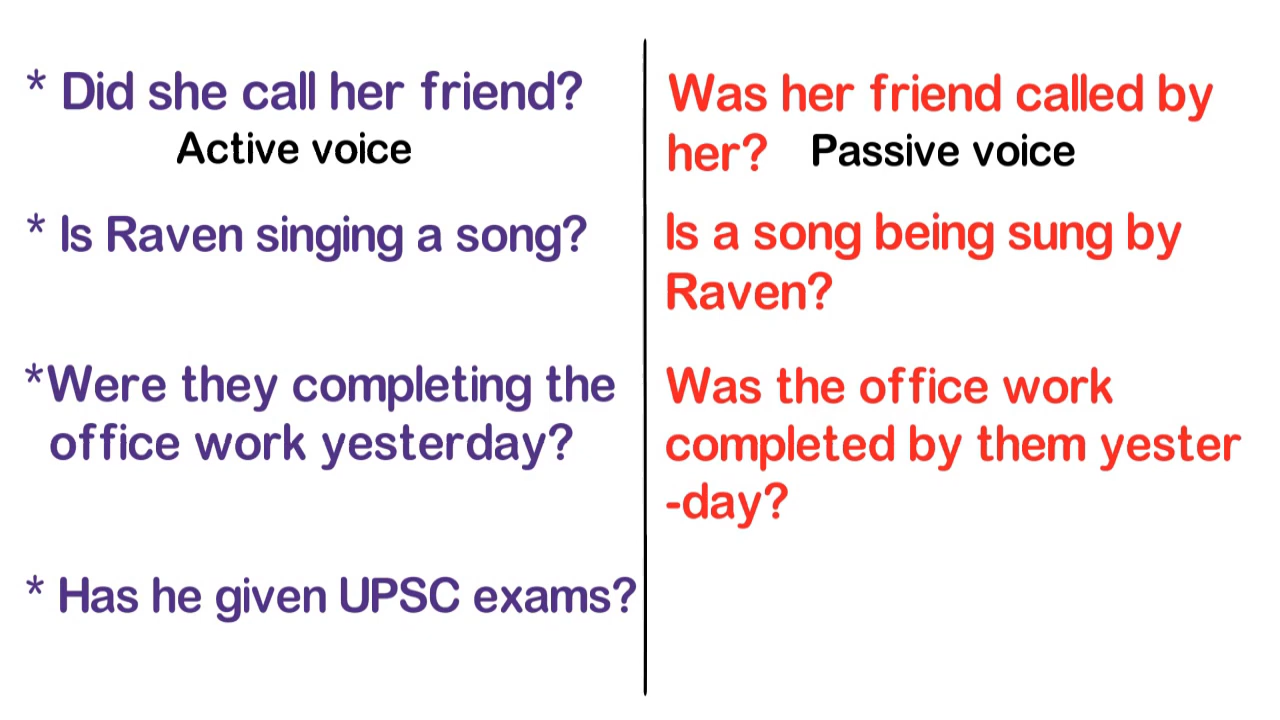 * Did she call her friend?
Active voice
* Is Raven singing a song?
*Were they completing the
office work yesterday?
* Has he given UPSC exams?
Was her friend called by
her? Passive voice
Is a song being sung by
Raven?
Was the office work
completed by them yester
-day?